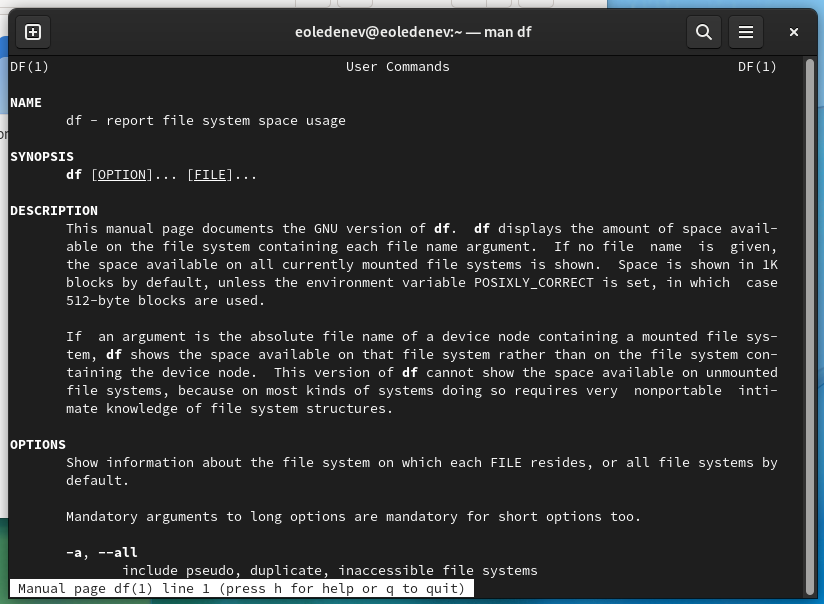 eoledenev@eoledenev:~ — man df
DF(1) User Commands DF(1)
NAME
df - report file system space usage
SYNOPSIS
df [OPTION]... [FILE]...
DESCRIPTION
This manual page documents the GNU version of df.  df displays the amount of space avail-
able on the file system containing each file name argument.  If no file  name  is  given,
the space available on all currently mounted file systems is shown.  Space is shown in 1K
blocks by default, unless the environment variable POSIXLY_CORRECT is set, in which  case
512-byte blocks are used.
If  an argument is the absolute file name of a device node containing a mounted file sys-
tem, df shows the space available on that file system rather than on the file system con-
taining the device node.  This version of df cannot show the space available on unmounted
file systems, because on most kinds of systems doing so requires very  nonportable  inti-
mate knowledge of file system structures.
OPTIONS
Show information about the file system on which each FILE resides, or all file systems by
default.
Mandatory arguments to long options are mandatory for short options too.
-a, --all
include pseudo, duplicate, inaccessible file systems
Manual page df(1) line 1 (press h for help or q to quit)